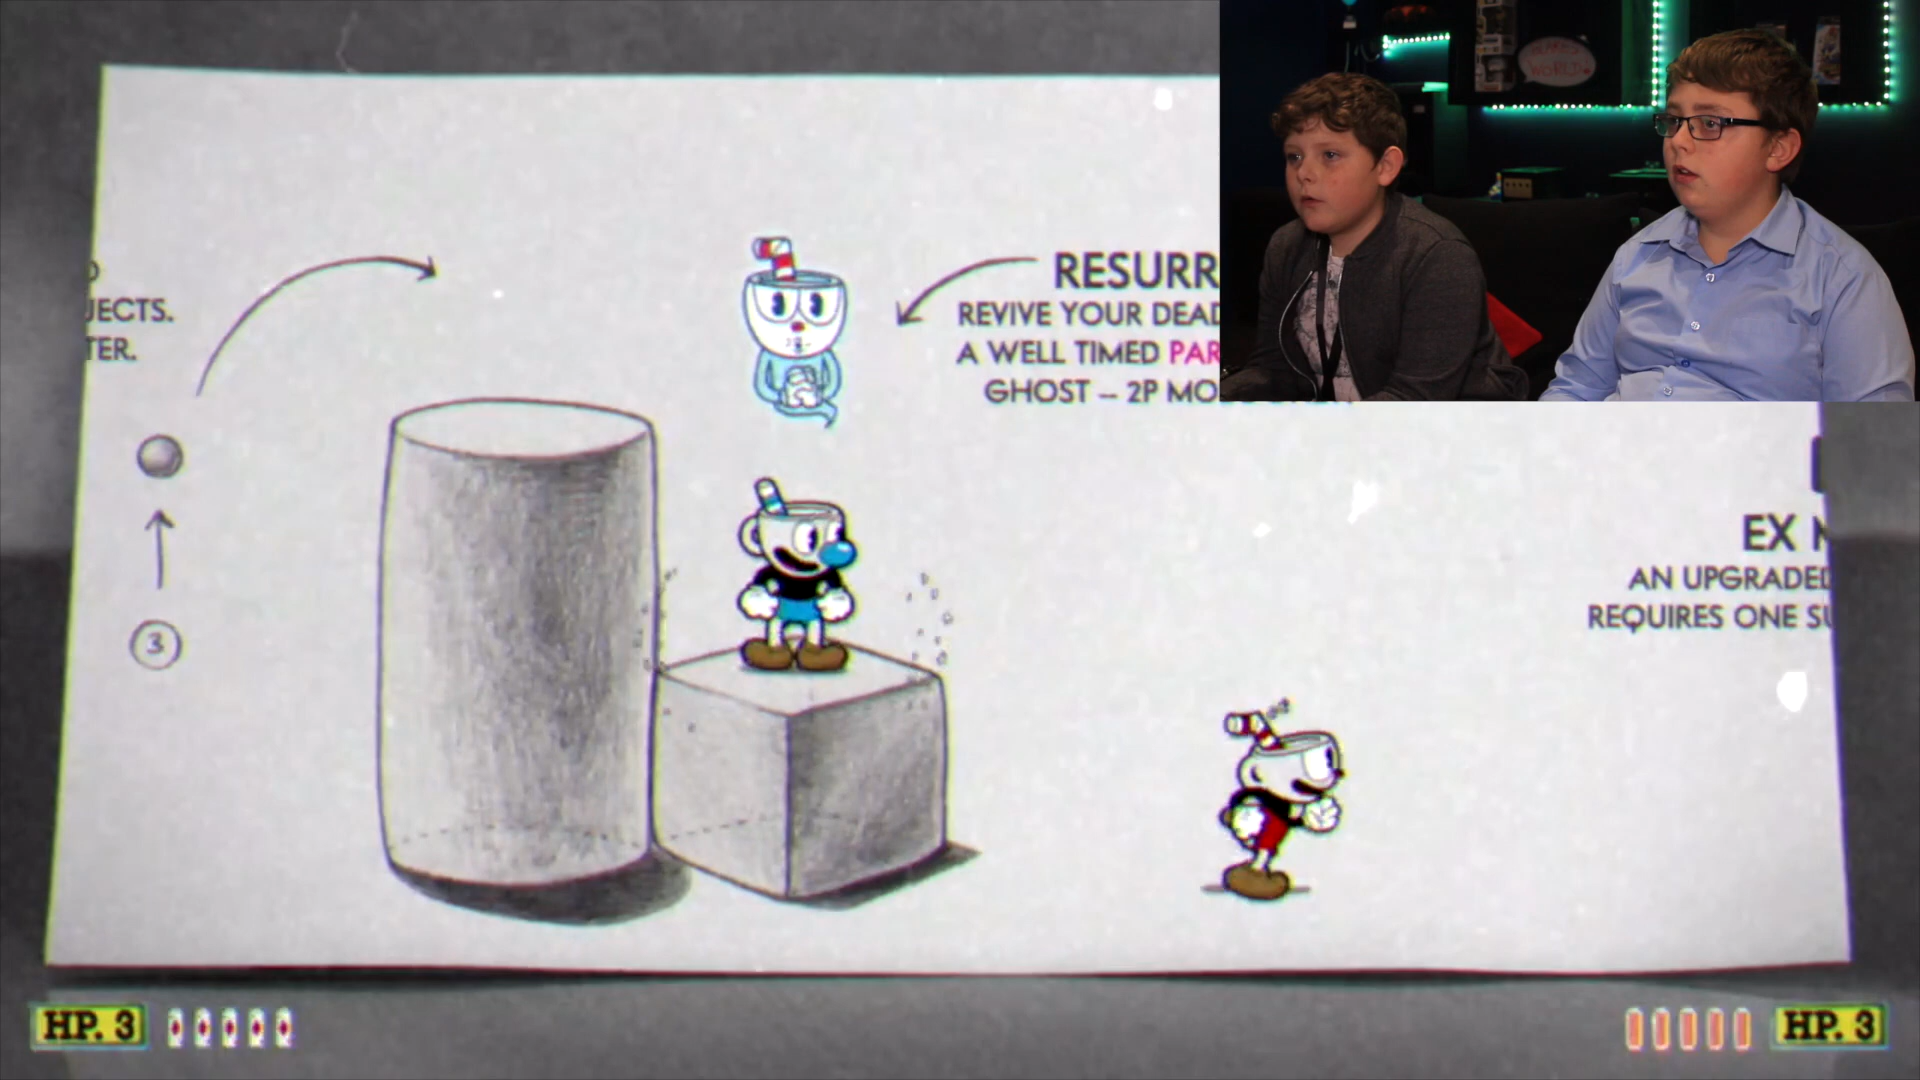 JECTS.
TER.
3
RESURR
REVIVE YOUR DEAD
A WELL TIMED PAR
GHOST – 2P MO
EX
AN UPGRADED
REQUIRES ONE SU
WORLD
HP. 3
HP. 3